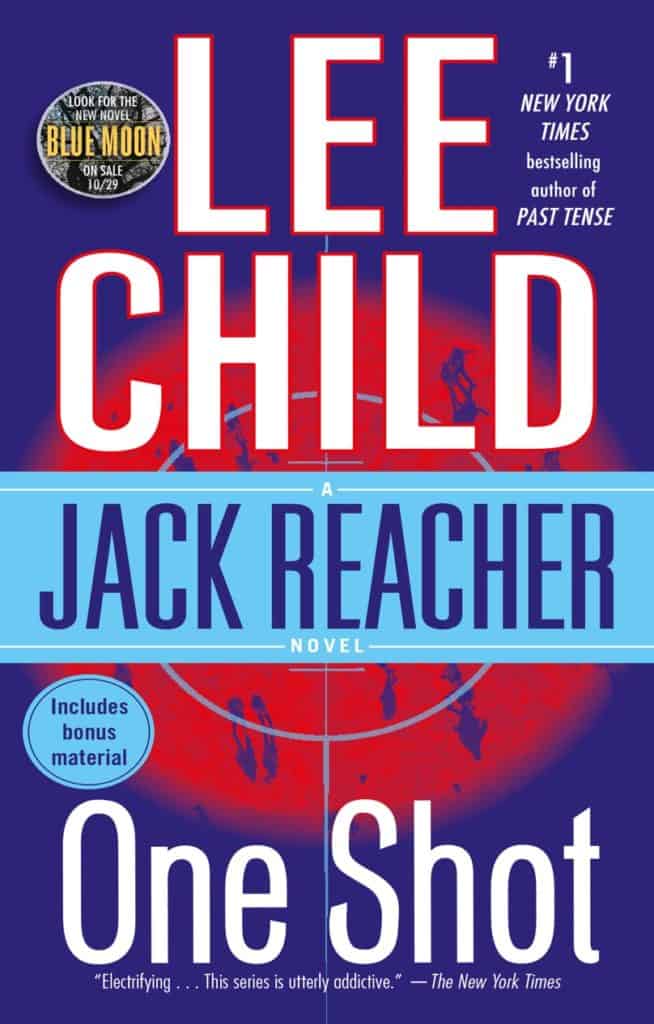 LEE
CHILD
LOOK FOR THE
NEW NOVEL
BLUE MOON
ON SALE
10/29
#1
NEW YORK
TIMES
bestselling
author of
PAST TENSE
A
JACK REACHER
NOVEL
Includes
bonus
material
One Shot
“Electrifying . . . This series is utterly addictive.” —The New York Times